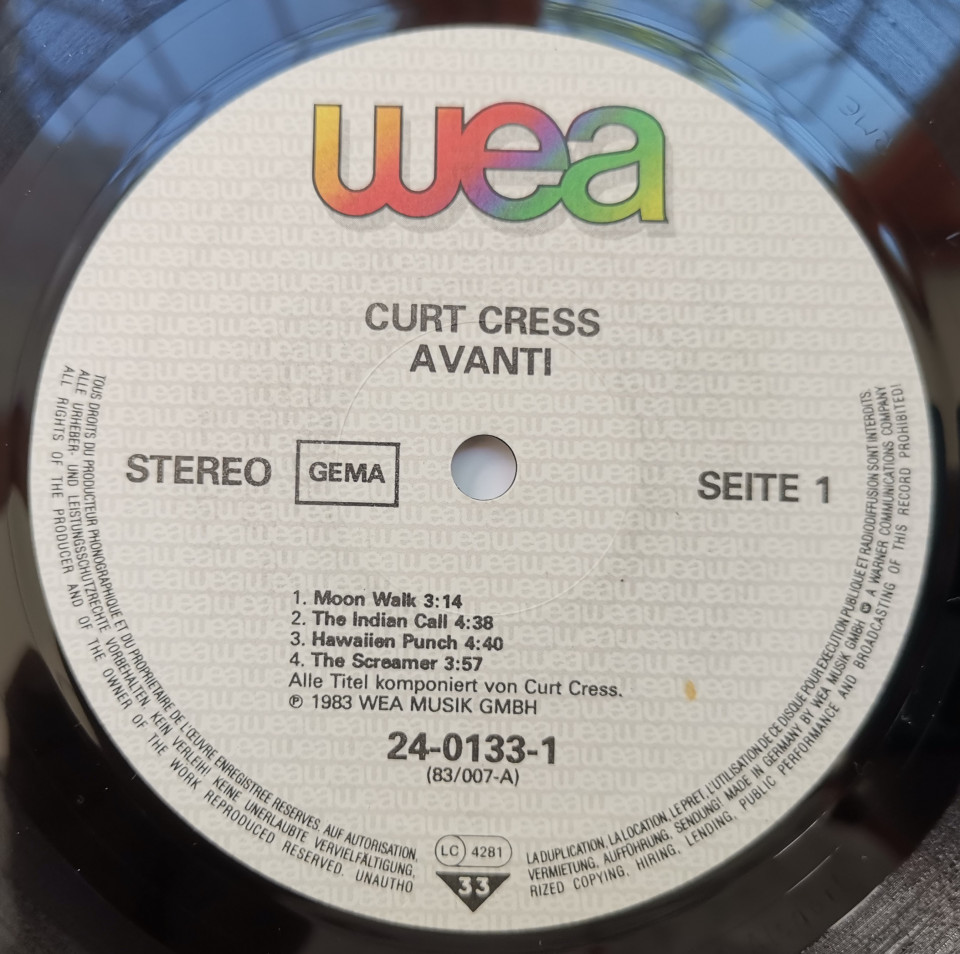 wea
CURT CRESS
AVANTI
STEREO
GEMA
SEITE 1
1. Moon Walk 3:14
2. The Indian Call 4:38
3. Hawaiien Punch 4:40
4. The Screamer 3:57
Alle Titel komponiert von Curt Cress.
℗ 1983 WEA MUSIK GMBH
24-0133-1
(83/007-A)
LC 4281
33
TOUS DROITS DU PRODUCTEUR PHONOGRAPHIQUE ET DU PROPRIETAIRE DE L'ŒUVRE ENREGISTREE RESERVES. AUF AUTORISATION,
ALLE URHEBER- UND LEISTUNGSSCHUTZRECHTE VORBEHALTEN. KEIN VERLEIH! KEINE UNERLAUBTE VERVIELFÄLTIGUNG,
ALL RIGHTS OF THE PRODUCER AND OF THE OWNER OF THE WORK REPRODUCED RESERVED. UNAUTHO
LA DUPLICATION, LA LOCATION, LE PRET, L'UTILISATION DE CE DISQUE POUR EXECUTION PUBLIQUE ET RADIODIFFUSION SONT INTERDITS.
VERMIETUNG, AUFFÜHRUNG, SENDUNG! MADE IN GERMANY BY WEA MUSIK GMBH A WARNER COMMUNICATIONS COMPANY
RIZED COPYING, HIRING, LENDING, PUBLIC PERFORMANCE AND BROADCASTING OF THIS RECORD PROHIBITED!